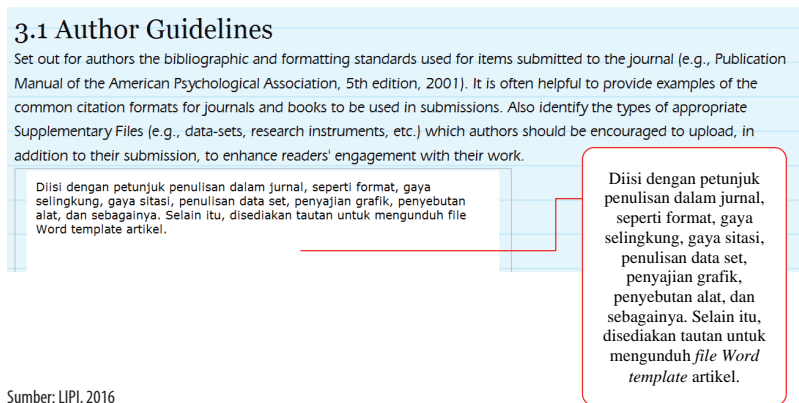 3.1 Author Guidelines
Set out for authors the bibliographic and formatting standards used for items submitted to the journal (e.g., Publication
Manual of the American Psychological Association, 5th edition, 2001). It is often helpful to provide examples of the
common citation formats for journals and books to be used in submissions. Also identify the types of appropriate
Supplementary Files (e.g., data-sets, research instruments, etc.) which authors should be encouraged to upload, in
addition to their submission, to enhance readers' engagement with their work.
Diisi dengan petunjuk penulisan dalam jurnal, seperti format, gaya
selingkung, gaya sitasi, penulisan data set, penyajian grafik, penyebutan
alat, dan sebagainya. Selain itu, disediakan tautan untuk mengunduh file
Word template artikel.
Diisi dengan petunjuk
penulisan dalam jurnal,
seperti format, gaya
selingkung, gaya sitasi,
penulisan data set,
penyajian grafik,
penyebutan alat, dan
sebagainya. Selain itu,
disediakan tautan untuk
mengunduh file Word
template artikel.
Sumber: LIPI, 2016